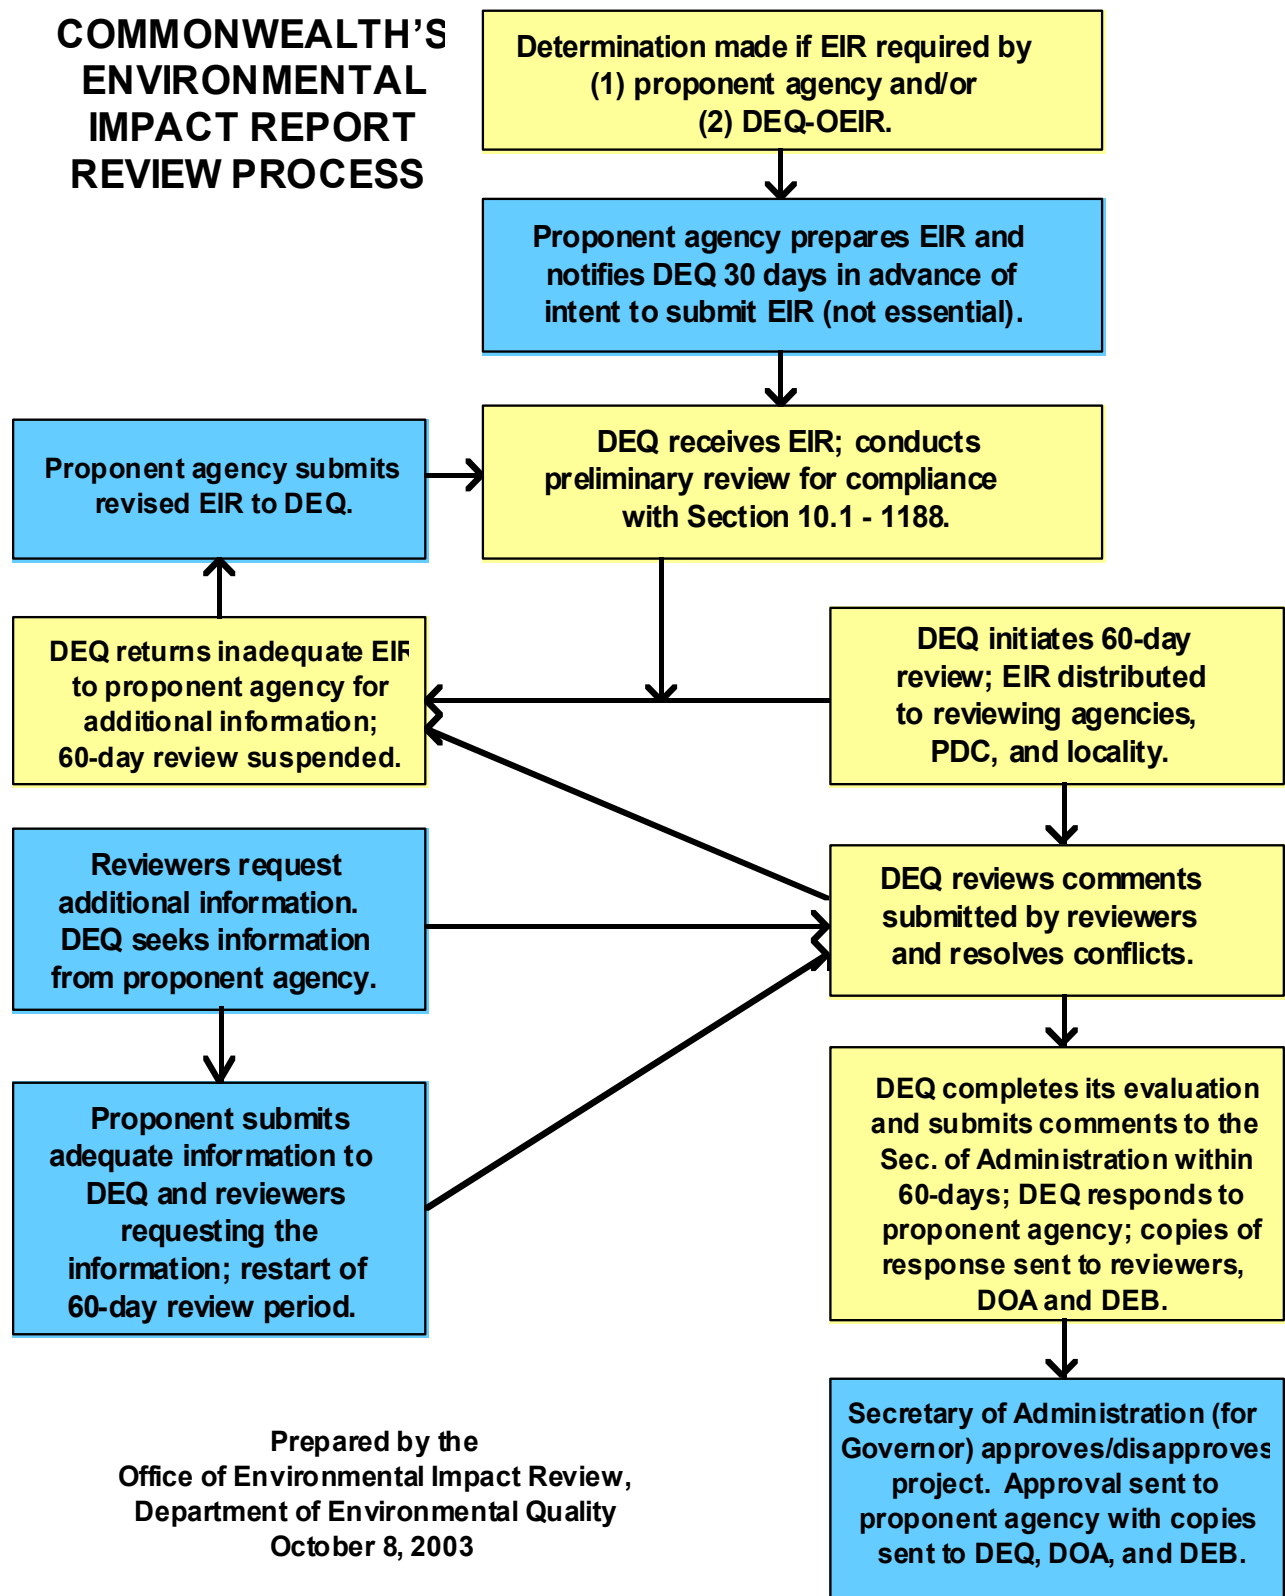 COMMONWEALTH'S
ENVIRONMENTAL
IMPACT REPORT
REVIEW PROCESS
Determination made if EIR required by
(1) proponent agency and/or
(2) DEQ-OEIR.
Proponent agency prepares EIR and
notifies DEQ 30 days in advance of
intent to submit EIR (not essential).
Proponent agency submits
revised EIR to DEQ.
DEQ receives EIR; conducts
preliminary review for compliance
with Section 10.1 - 1188.
DEQ returns inadequate EIR
to proponent agency for
additional information;
60-day review suspended.
DEQ initiates 60-day
review; EIR distributed
to reviewing agencies,
PDC, and locality.
Reviewers request
additional information.
DEQ seeks information
from proponent agency.
DEQ reviews comments
submitted by reviewers
and resolves conflicts.
Proponent submits
adequate information to
DEQ and reviewers
requesting the
information; restart of
60-day review period.
DEQ completes its evaluation
and submits comments to the
Sec. of Administration within
60-days; DEQ responds to
proponent agency; copies of
response sent to reviewers,
DOA and DEB.
Secretary of Administration (for
Governor) approves/disapproves
project. Approval sent to
proponent agency with copies
sent to DEQ, DOA, and DEB.
Prepared by the
Office of Environmental Impact Review,
Department of Environmental Quality
October 8, 2003